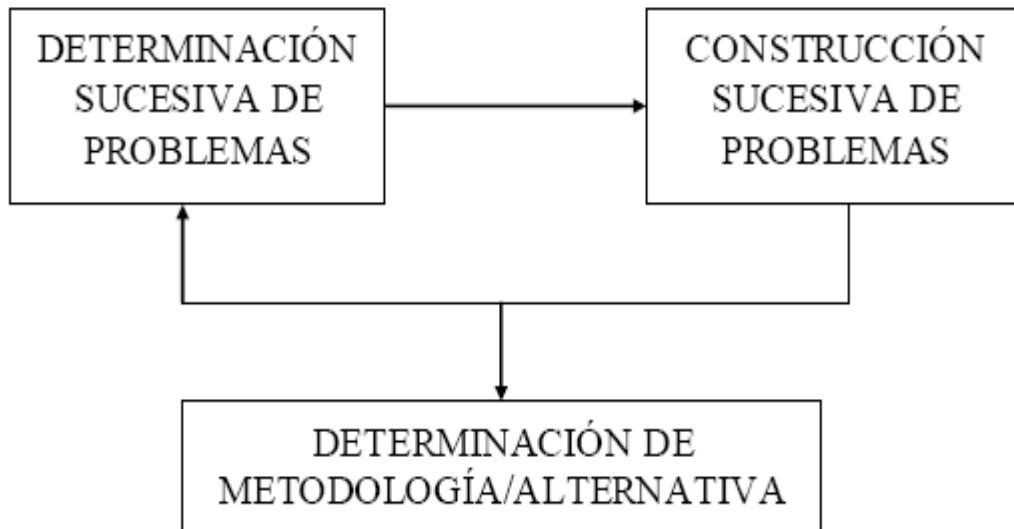 DETERMINACIÓN
SUCESIVA DE
PROBLEMAS
CONSTRUCCIÓN
SUCESIVA DE
PROBLEMAS
DETERMINACIÓN DE
METODOLOGÍA/ALTERNATIVA